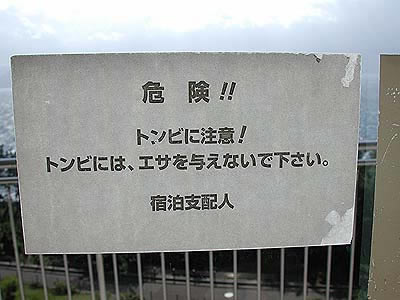 危　険!!
トンビに注意!
トンビには、エサを与えないで下さい。
宿泊支配人